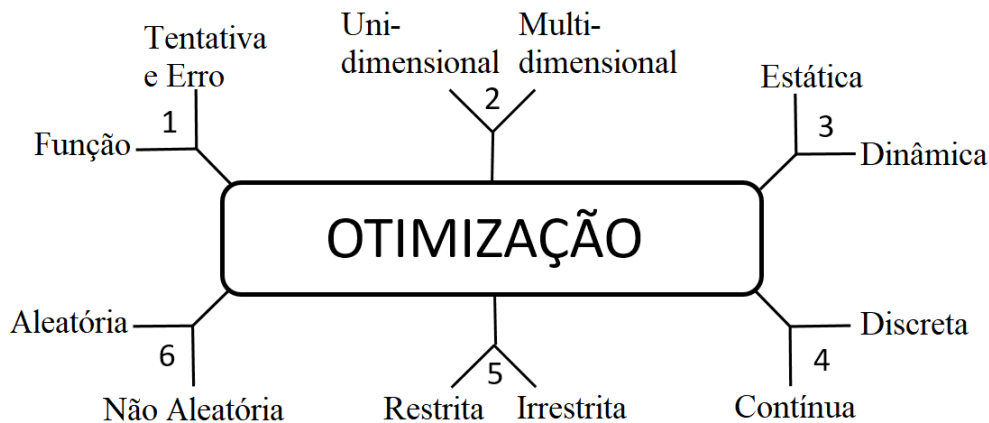 Tentativa
e Erro
1
Função
Uni-
dimensional
2
Multi-
dimensional
Estática
3
Dinâmica
OTIMIZAÇÃO
Aleatória
6
Não Aleatória
5
Restrita
Irrestrita
Discreta
4
Contínua